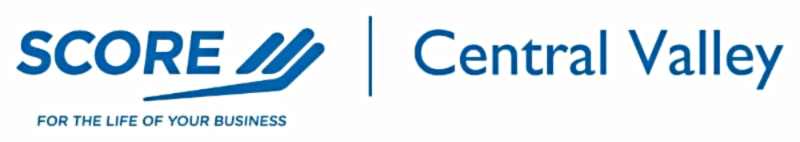 SCORE
FOR THE LIFE OF YOUR BUSINESS
Central Valley